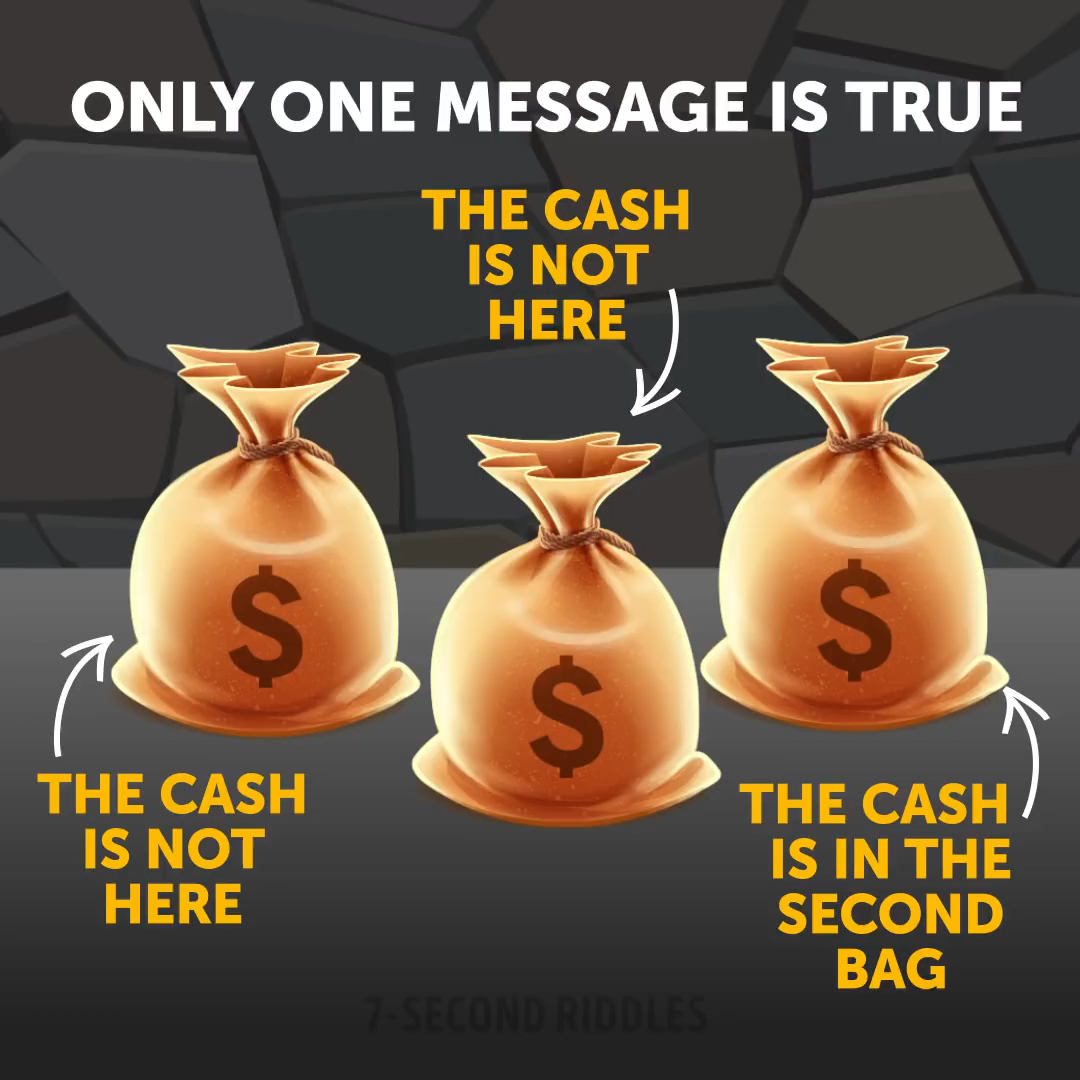 ONLY ONE MESSAGE IS TRUE
THE CASH
IS NOT
HERE
$
$
$
THE CASH
IS NOT
HERE
THE CASH
IS IN THE
SECOND
BAG
7-SECOND RIDDLES